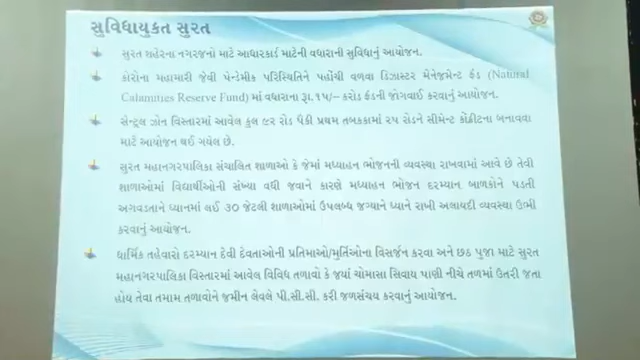 સુવિધાયુકત સુરત
સુરત શહેરના નગરજનો માટે આધારકાર્ડ માટેની વધારાની સુવિધાનું આયોજન.
કોરોના મહામારી જેવી પેન્ટેમીક પરિસ્થિતિને પહોંચી વળવા ડિઝાસ્ટર મેનેજમેન્ટ ફંડ (Natural
Calamities Reserve Fund) માં વધારાના રૂા. ૧૫/– કરોડ ફંડની જોગવાઈ કરવાનું આયોજન.
સેન્ટ્રલ ઝોન વિસ્તારમાં આવેલ કુલ ૯ર રોડ પૈકી પ્રથમ તબકકામાં ૨૫ રોડને સીમેન્ટ કોંક્રીટના બનાવવા
માટે આયોજન થઈ ગયેલ છે.
સુરત મહાનગરપાલિકા સંચાલિત શાળાઓ કે જેમાં મધ્યાહન ભોજનની વ્યવસ્થા રાખવામાં આવે છે તેવી
શાળાઓમાં વિદ્યાર્થીઓની સંખ્યા વધી જવાને કારણે મધ્યાહન ભોજન દરમ્યાન બાળકોને પડતી
અગવડતાને ધ્યાનમાં લઈ ૩૦ જેટલી શાળાઓમાં ઉપલબ્ધ જગ્યાને ધ્યાને રાખી અલાયદી વ્યવસ્થા ઉભી
કરવાનું આયોજન.
ધાર્મિક તહેવારો દરમ્યાન દેવી દેવતાઓની પ્રતિમાઓ/મુર્તિઓના વિસર્જન કરવા અને છઠ પુજા માટે સુરત
મહાનગરપાલિકા વિસ્તારમાં આવેલ વિવિધ તળાવો કે જયાં ચોમાસા સિવાય પાણી નીચે તળમાં ઉતરી જતા
હોય તેવા તમામ તળાવોને જમીન લેવલે પી.સી.સી. કરી જળસંચય કરવાનું આયોજન.